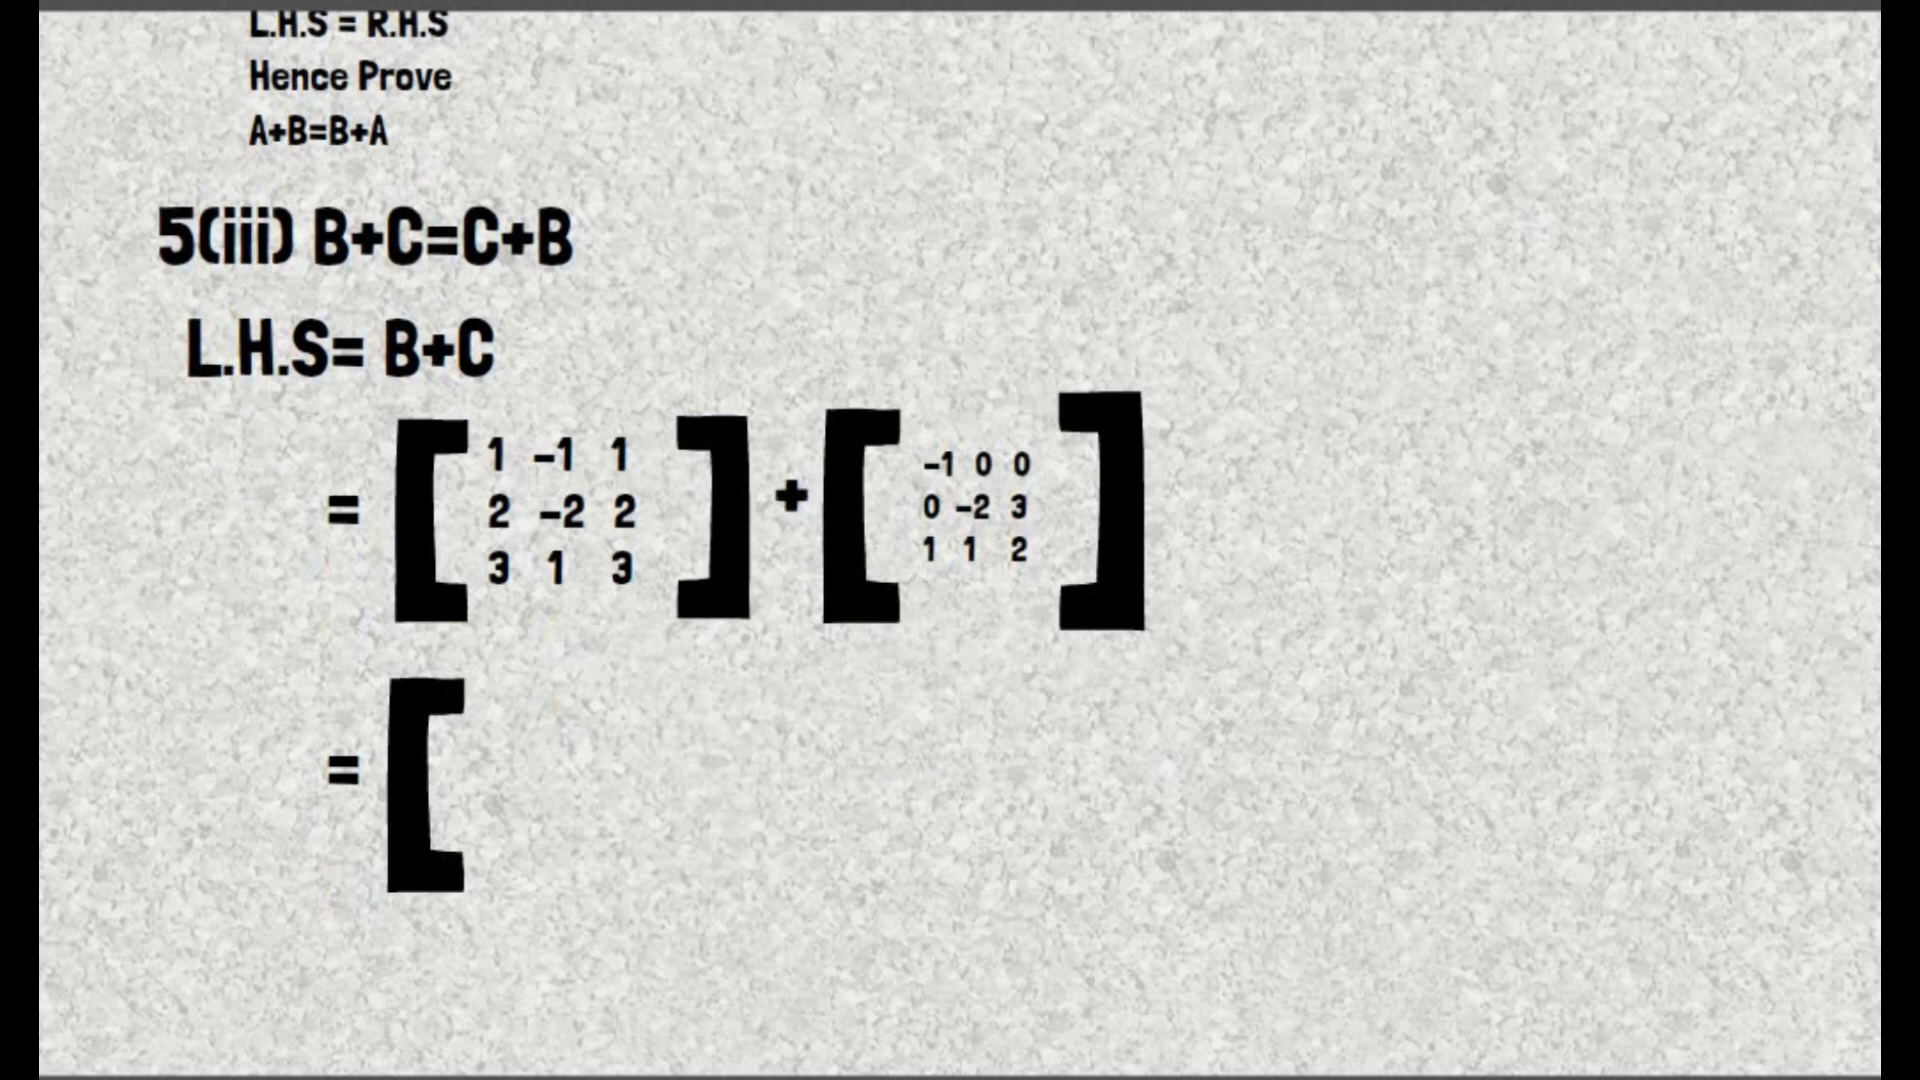 L.H.S = R.H.S
Hence Prove
A+B=B+A
5(iii) B+C=C+B
L.H.S= B+C
= [ 1 -1 1 ] + [ -1 0 0 ]
2 -2 2 0 -2 3
3 1 3 1 1 2
= [